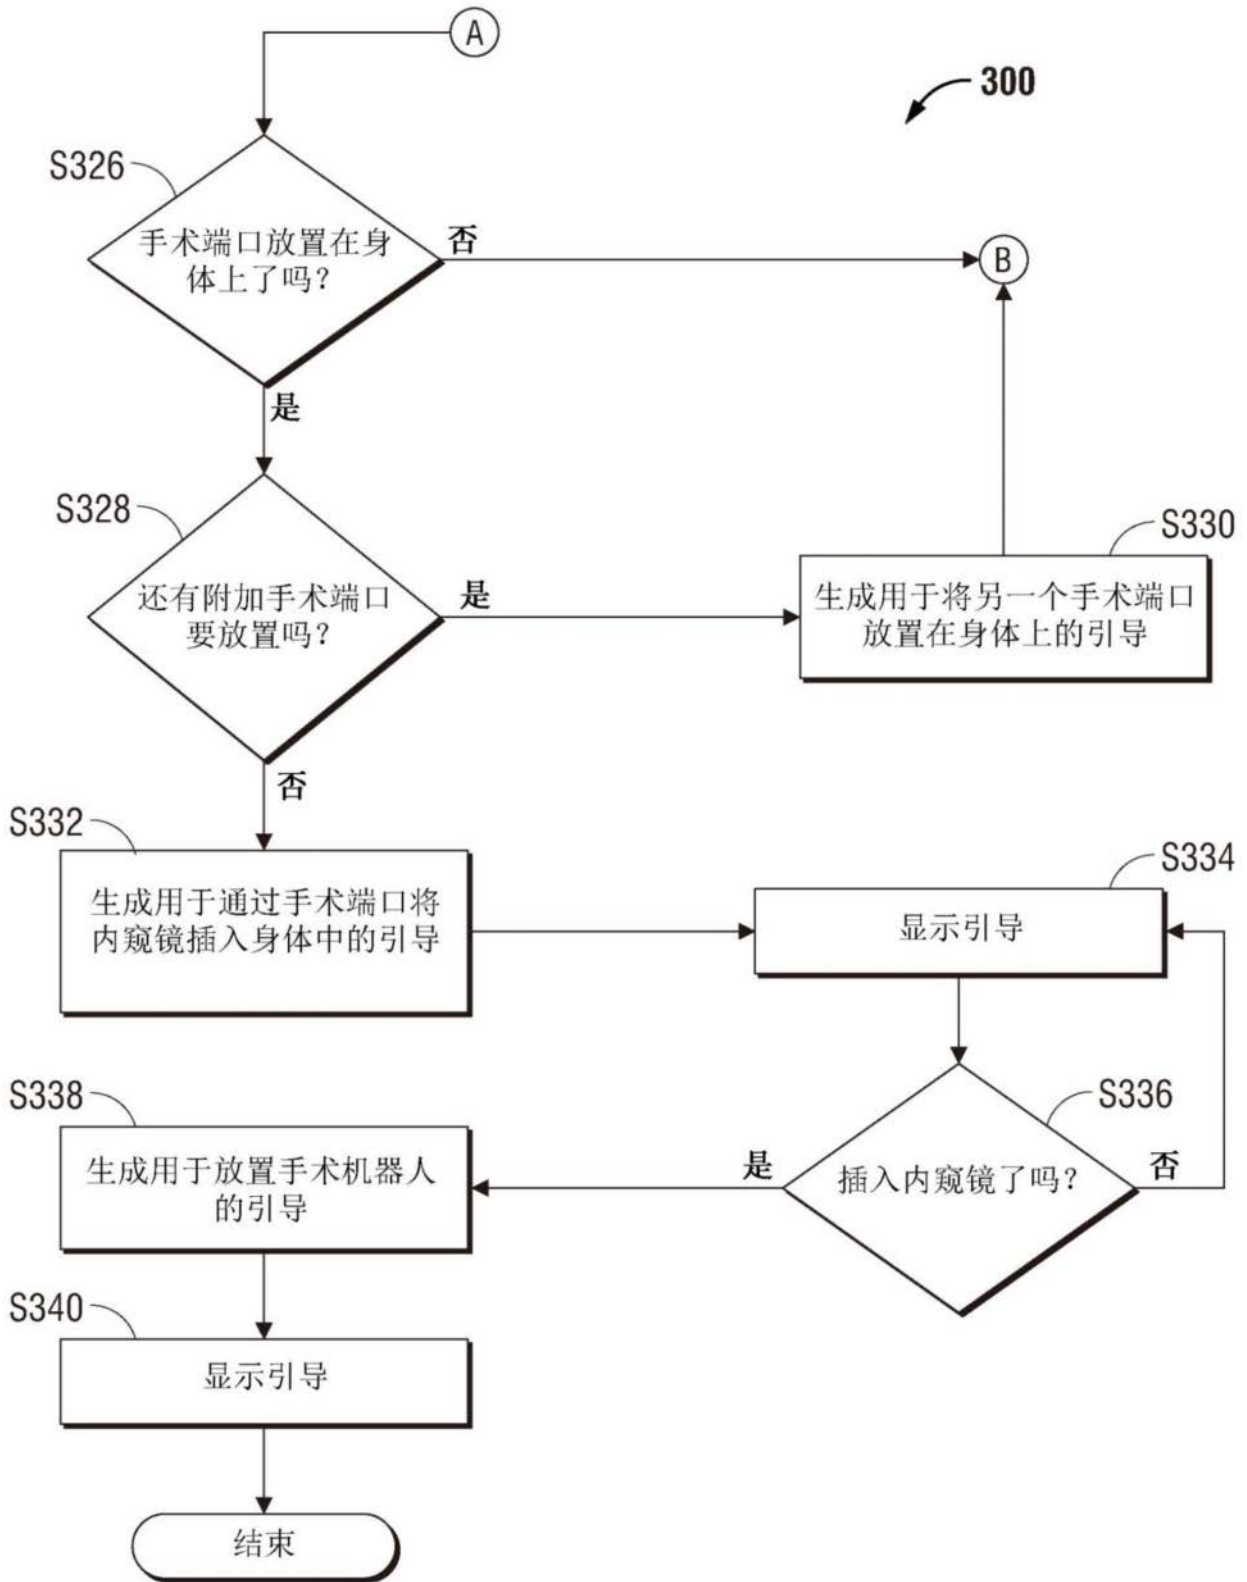 A
300
S326
手术端口放置在身
体上了吗？
否
B
是
S328
还有附加手术端口
要放置吗？
是
S330
生成用于将另一个手术端口
放置在身体上的引导
否
S332
生成用于通过手术端口将
内窥镜插入身体中的引导
S334
显示引导
S336
插入内窥镜了吗？
是
否
S338
生成用于放置手术机器人
的引导
S340
显示引导
结束